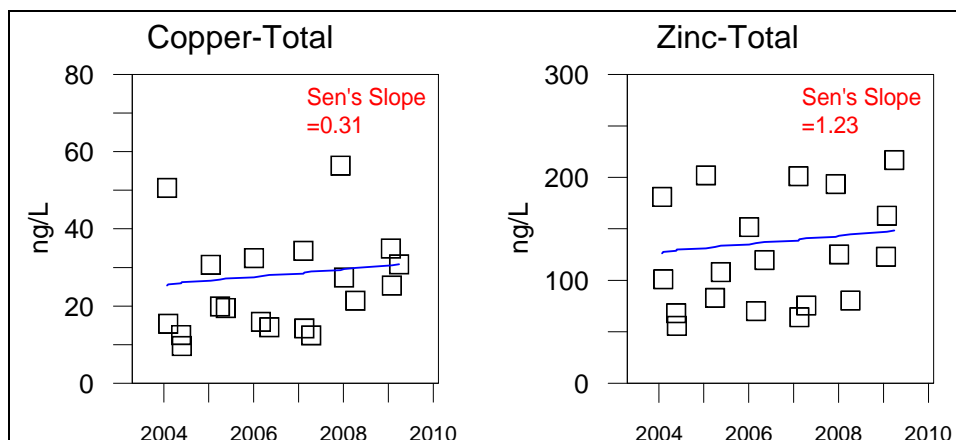 Copper-Total
80
60
40
20
0
ng/L
Sen's Slope
=0.31
2004 2006 2008 2010
Zinc-Total
300
200
100
0
ng/L
Sen's Slope
=1.23
2004 2006 2008 2010